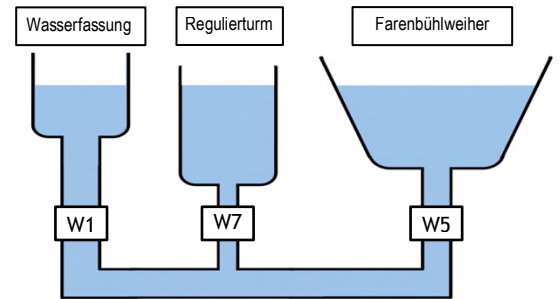 Wasserfassung
Regulierturm
Farenbühlweiher
W1
W7
W5